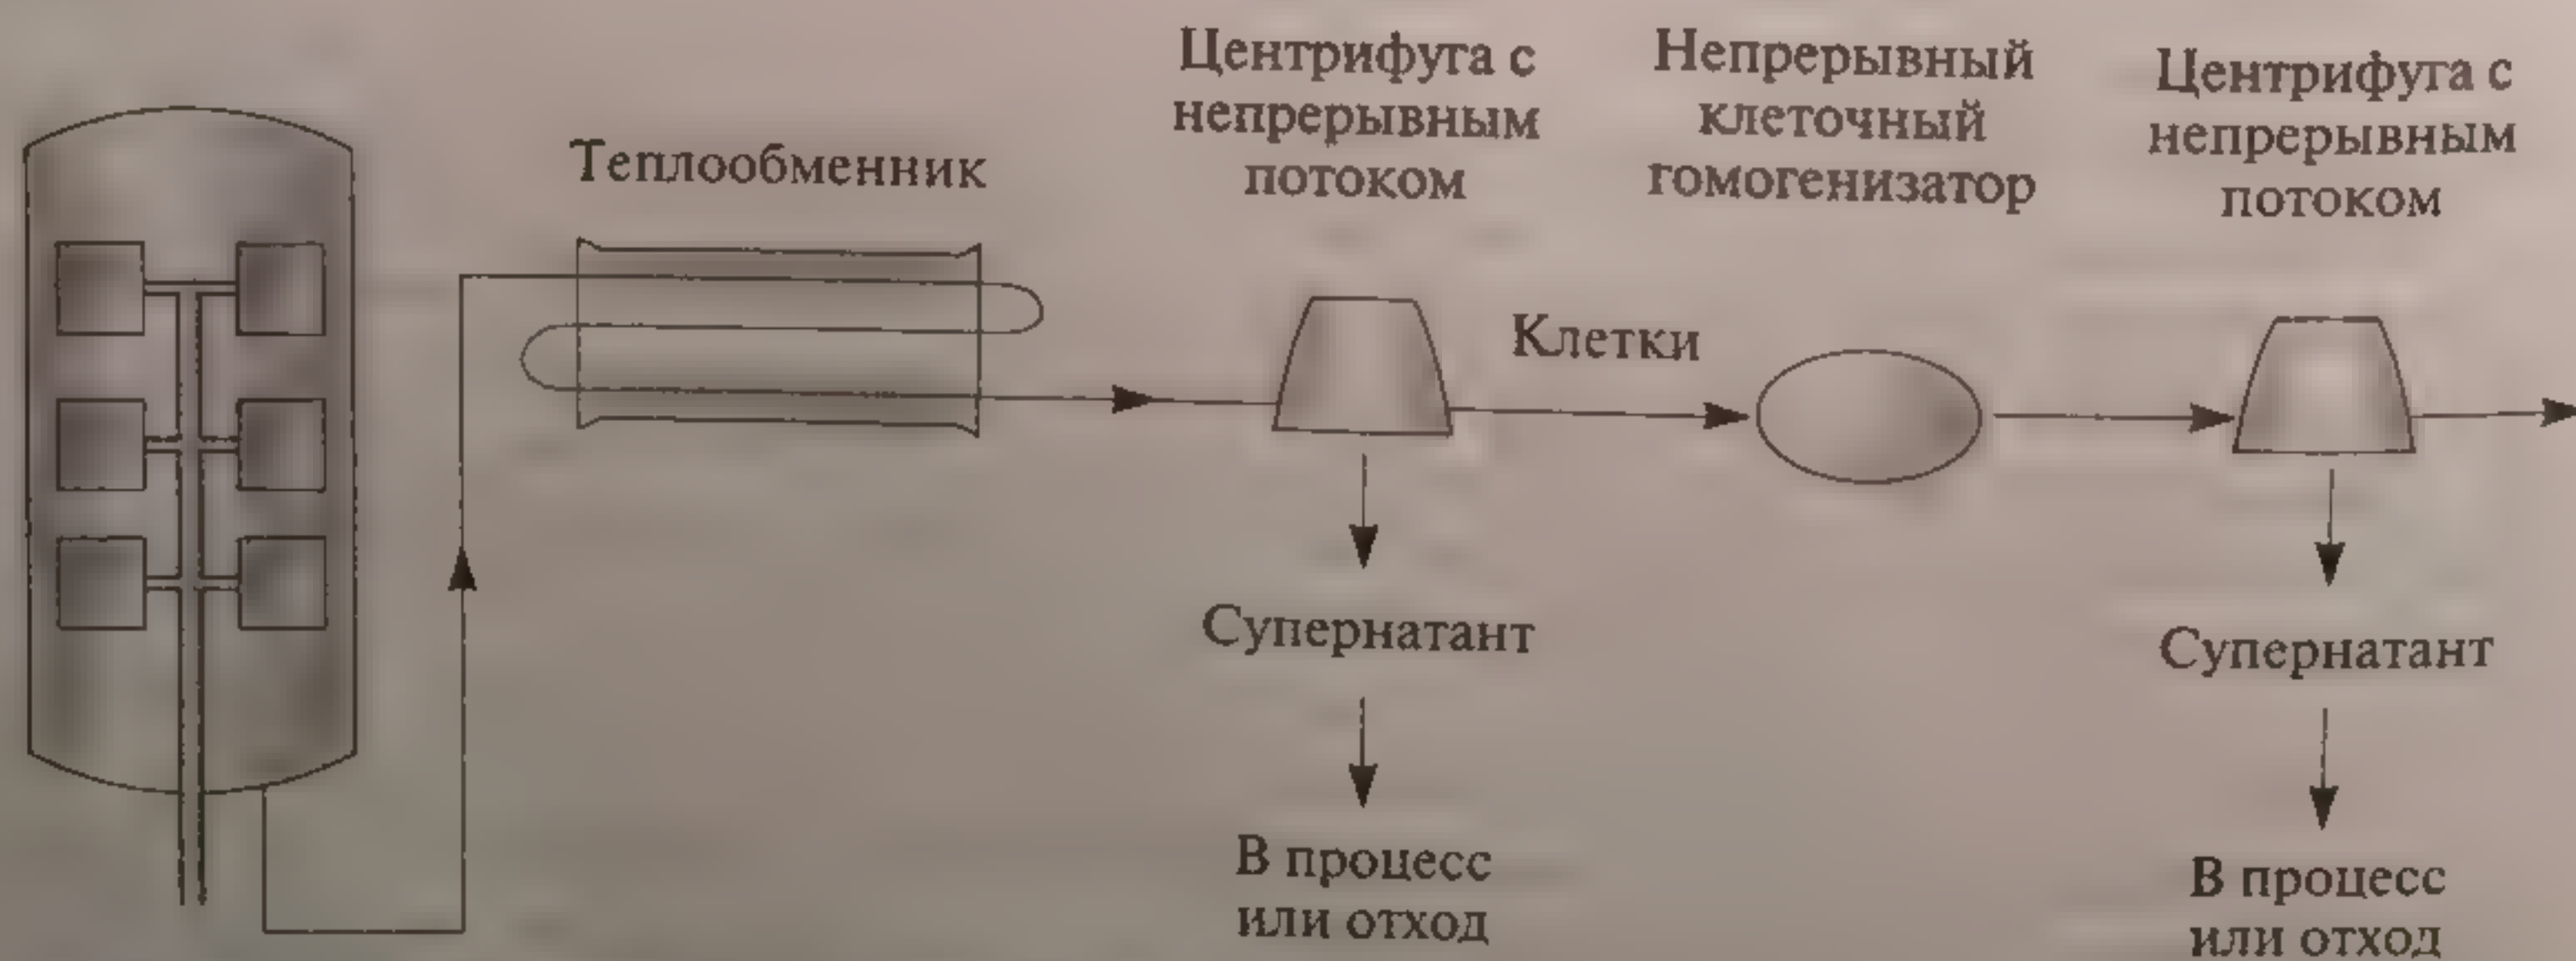 Теплообменник
Центрифуга с
непрерывным
потоком
Непрерывный
клеточный
гомогенизатор
Центрифуга с
непрерывным
потоком
Клетки
Супернатант
В процесс
или отход
Супернатант
В процесс
или отход